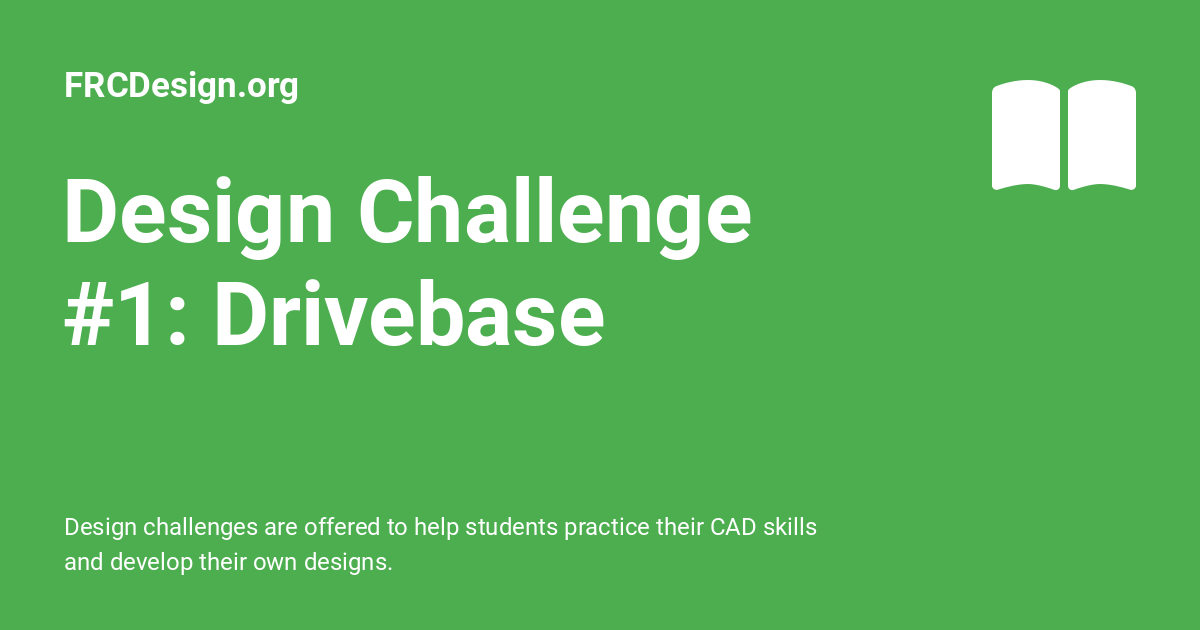 FRCDesign.org
Design Challenge
#1: Drivebase
Design challenges are offered to help students practice their CAD skills
and develop their own designs.